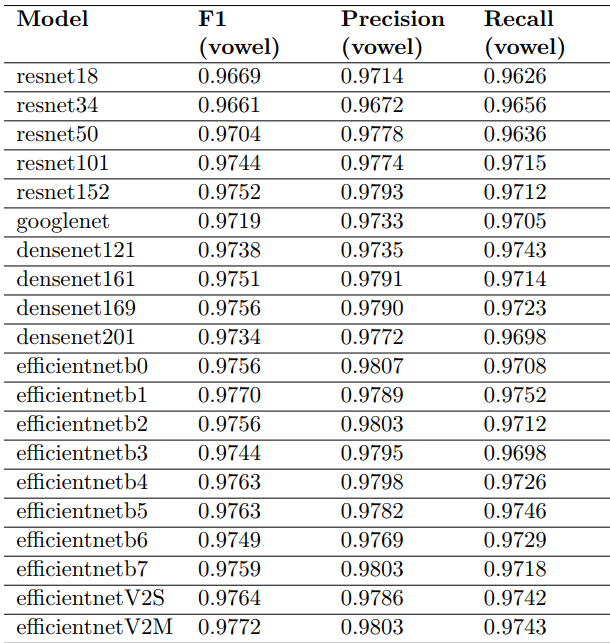 Model F1 Precision Recall
(vowel) (vowel) (vowel)
resnet18 0.9669 0.9714 0.9626
resnet34 0.9661 0.9672 0.9656
resnet50 0.9704 0.9778 0.9636
resnet101 0.9744 0.9774 0.9715
resnet152 0.9752 0.9793 0.9712
googlenet 0.9719 0.9733 0.9705
densenet121 0.9738 0.9735 0.9743
densenet161 0.9751 0.9791 0.9714
densenet169 0.9756 0.9790 0.9723
densenet201 0.9734 0.9772 0.9698
efficientnetb0 0.9756 0.9807 0.9708
efficientnetb1 0.9770 0.9789 0.9752
efficientnetb2 0.9756 0.9803 0.9712
efficientnetb3 0.9744 0.9795 0.9698
efficientnetb4 0.9763 0.9798 0.9726
efficientnetb5 0.9763 0.9782 0.9746
efficientnetb6 0.9749 0.9769 0.9729
efficientnetb7 0.9759 0.9803 0.9718
efficientnetV2S 0.9764 0.9786 0.9742
efficientnetV2M 0.9772 0.9803 0.9743